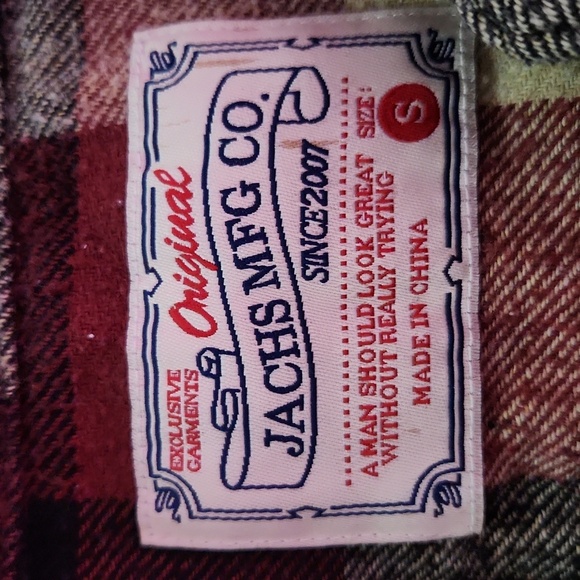 EXCLUSIVE
GARMENTS
Original
JACHS MFG CO.
SINCE 2007
A MAN SHOULD LOOK GREAT
WITHOUT REALLY TRYING
SIZE: S
MADE IN CHINA